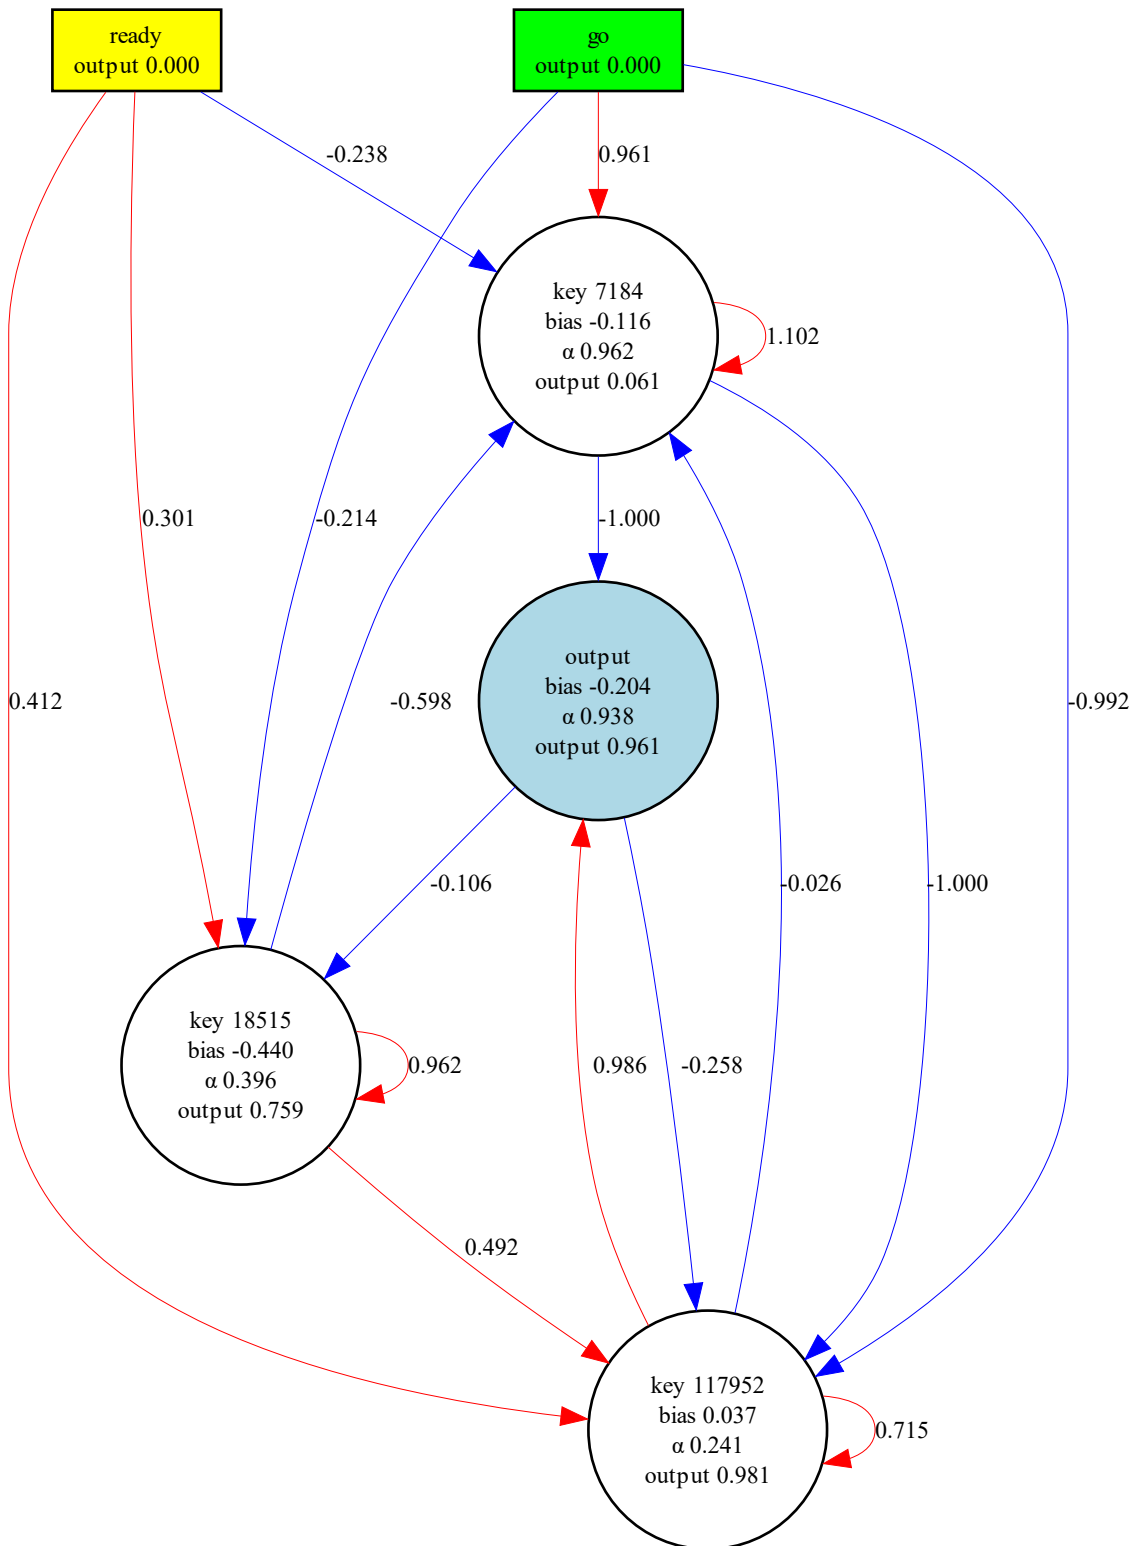 ready
output 0.000
go
output 0.000
-0.238
0.961
key 7184
bias -0.116
α 0.962
output 0.061
1.102
0.301
-0.214
-1.000
output
bias -0.204
α 0.938
output 0.961
0.412
-0.598
-0.992
-0.106
-0.026
-1.000
key 18515
bias -0.440
α 0.396
output 0.759
0.962
0.986
-0.258
0.492
key 117952
bias 0.037
α 0.241
output 0.981
0.715